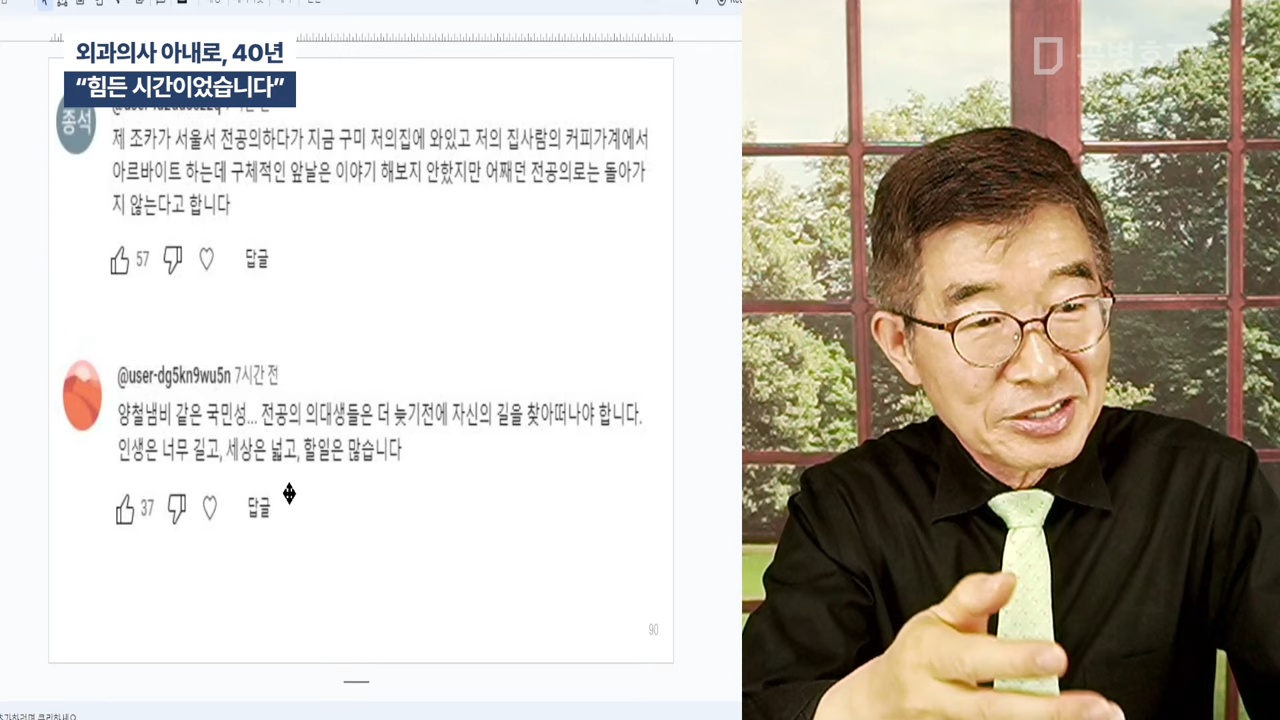 외과의사 아내로, 40년
“힘든 시간이었습니다”
종석
제 조카가 서울서 전공의하다가 지금 구미 저의집에 와있고 저의 집사람의 커피가계에서
아르바이트 하는데 구체적인 앞날은 이야기 해보지 안했지만 어째던 전공의로는 돌아가
지 않는다고 합니다
57
답글
@user-dg5kn9wu5n 7시간 전
양철냄비 같은 국민성... 전공의 의대생들은 더 늦기전에 자신의 길을 찾아떠나야 합니다.
인생은 너무 길고, 세상은 넓고, 할일은 많습니다
37
답글
90